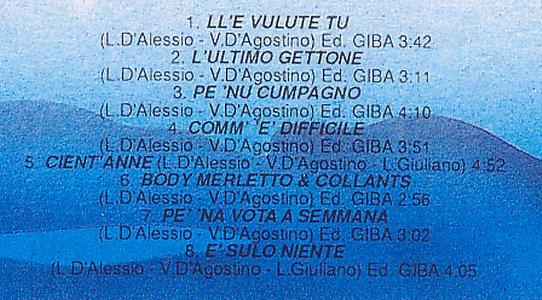 1. LL'E VULUTE TU
(L.D'Alessio - V.D'Agostino) Ed. GIBA 3:42
2. L'ULTIMO GETTONE
(L.D'Alessio - V.D'Agostino) Ed. GIBA 3:11
3. PE 'NU CUMPAGNO
(L.D'Alessio - V.D'Agostino) Ed. GIBA 4:10
4. COMM' 'E' DIFFICILE
(L.D'Alessio - V.D'Agostino) Ed. GIBA 3:51
5. CIENT'ANNE (L.D'Alessio - V.D'Agostino - L.Giuliano) 4:52
6. BODY MERLETTO & COLLANTS
(L.D'Alessio - V.D'Agostino) Ed. GIBA 2:56
7. PE' 'NA VOTA A SEMMANA
(L.D'Alessio - V.D'Agostino) Ed. GIBA 3:02
8. E' SULO NIENTE
(L.D'Alessio - V.D'Agostino - L.Giuliano) Ed. GIBA 4:05